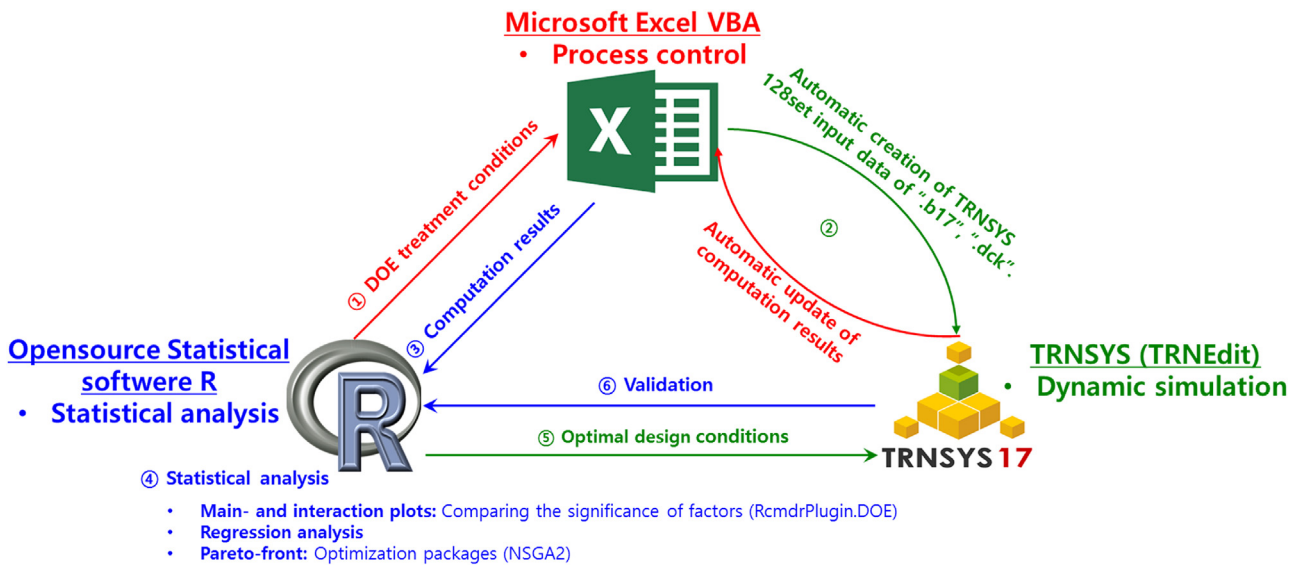 Microsoft Excel VBA
• Process control
X
① DOE treatment conditions
Automatic creation of TRNSYS
128set input data of “.b17”, “.dck”.
②
Automatic update of
computation results
③ Computation results
Opensource Statistical
softwere R
• Statistical analysis
R
⑥ Validation
⑤ Optimal design conditions
TRNSYS (TRNEdit)
• Dynamic simulation
TRNSYS 17
④ Statistical analysis
• Main- and interaction plots: Comparing the significance of factors (RcmdrPlugin.DOE)
• Regression analysis
• Pareto-front: Optimization packages (NSGA2)